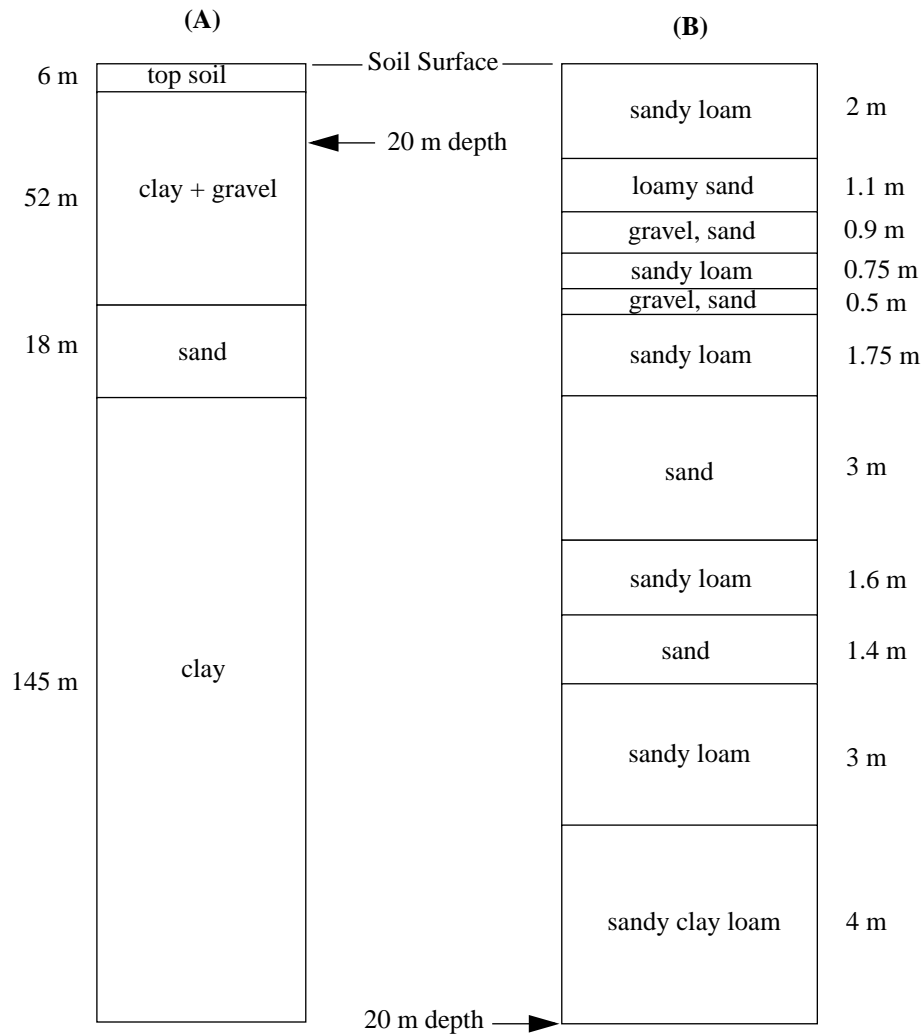 (A)
(B)
Soil Surface
6 m
top soil
20 m depth
52 m
clay + gravel
18 m
sand
145 m
clay
sandy loam
2 m
loamy sand
1.1 m
gravel, sand
0.9 m
sandy loam
0.75 m
gravel, sand
0.5 m
sandy loam
1.75 m
sand
3 m
sandy loam
1.6 m
sand
1.4 m
sandy loam
3 m
sandy clay loam
4 m
20 m depth